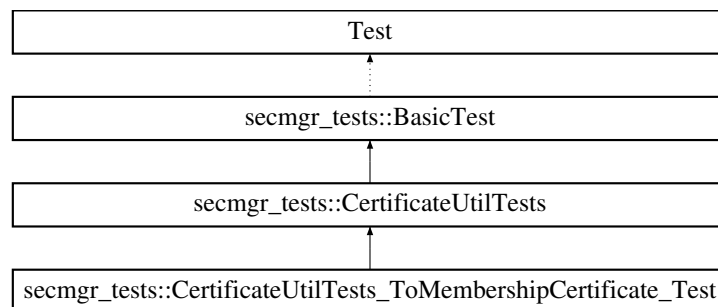 Test
secmgr_tests::BasicTest
secmgr_tests::CertificateUtilTests
secmgr_tests::CertificateUtilTests_ToMembershipCertificate_Test